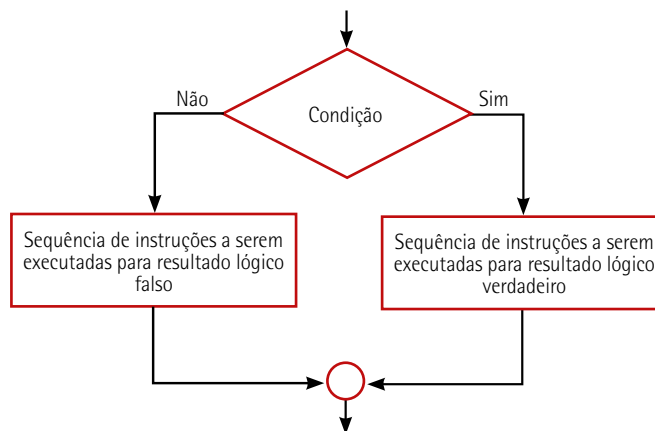 Não
Sim
Condição
Sequência de instruções a serem
executadas para resultado lógico
falso
Sequência de instruções a serem
executadas para resultado lógico
verdadeiro